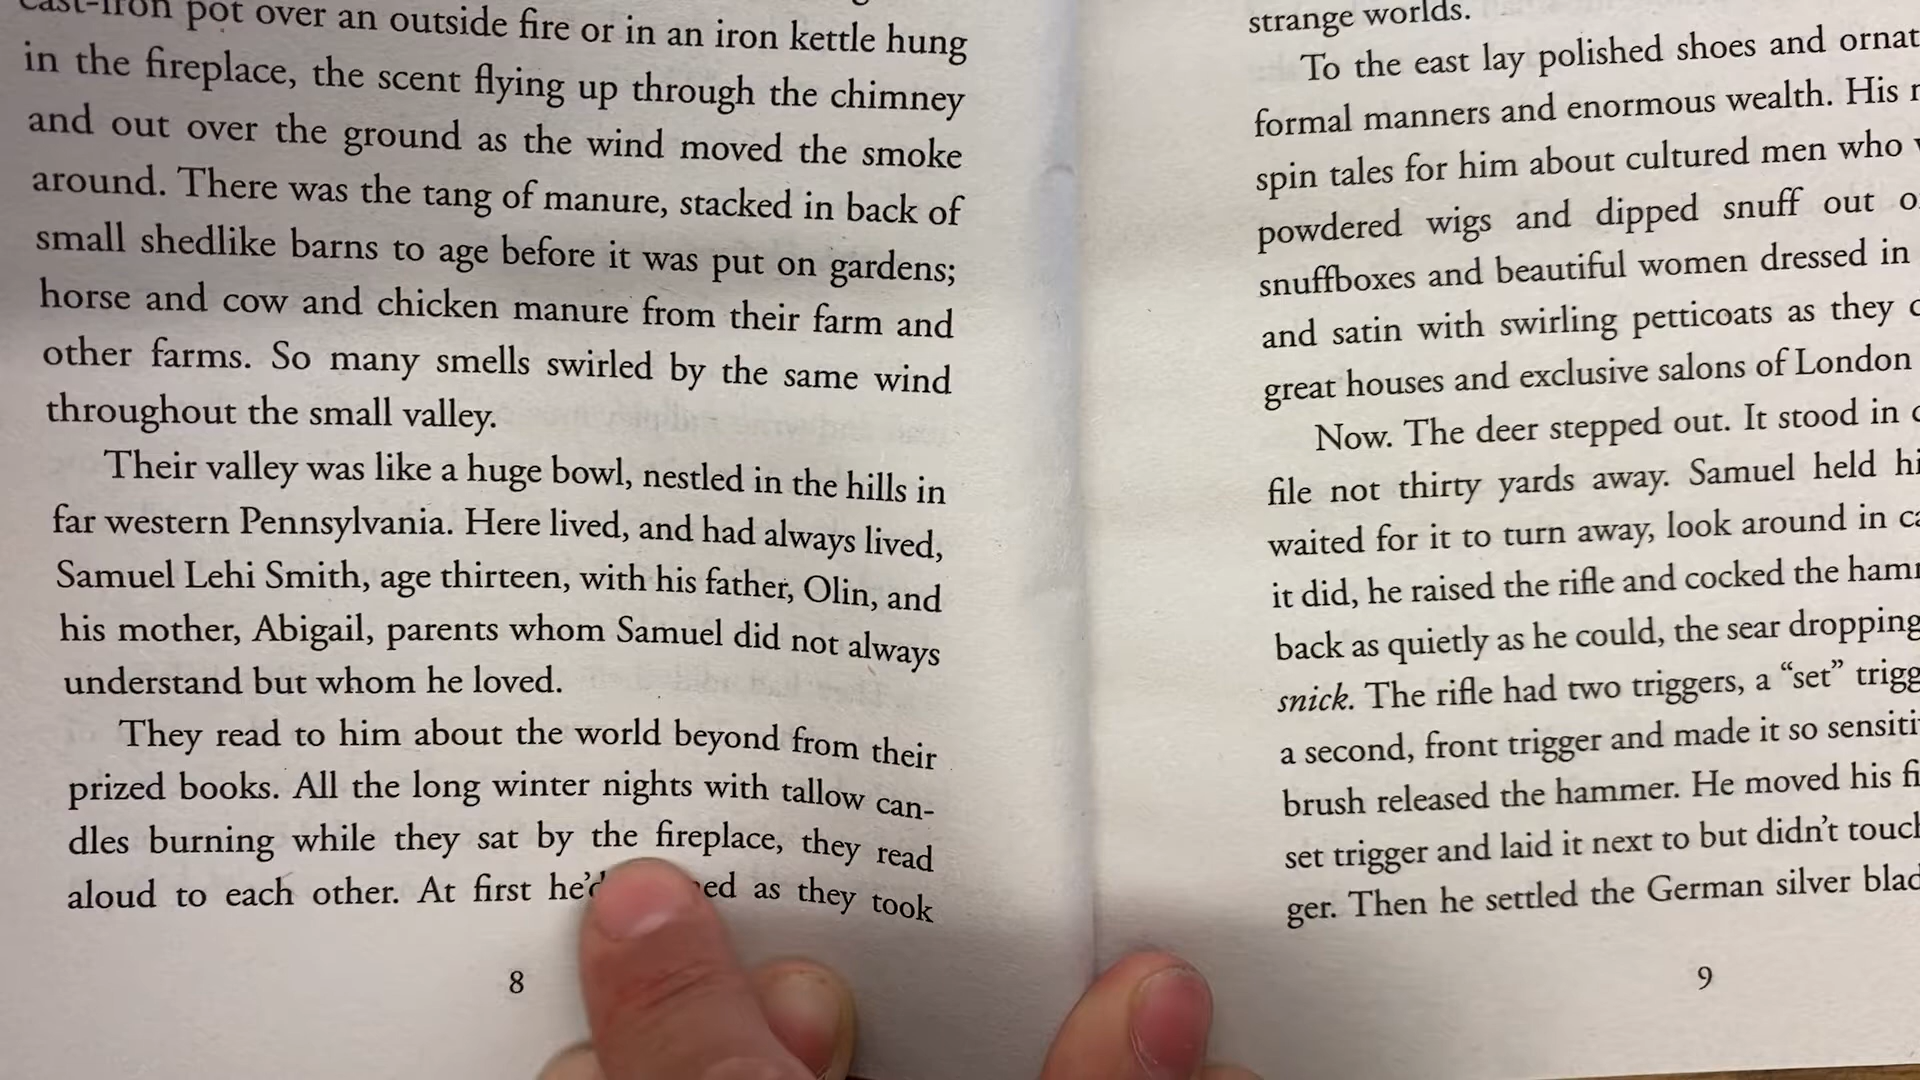 cast-iron pot over an outside fire or in an iron kettle hung
in the fireplace, the scent flying up through the chimney
and out over the ground as the wind moved the smoke
around. There was the tang of manure, stacked in back of
small shedlike barns to age before it was put on gardens;
horse and cow and chicken manure from their farm and
other farms. So many smells swirled by the same wind
throughout the small valley.
Their valley was like a huge bowl, nestled in the hills in
far western Pennsylvania. Here lived, and had always lived,
Samuel Lehi Smith, age thirteen, with his father, Olin, and
his mother, Abigail, parents whom Samuel did not always
understand but whom he loved.
They read to him about the world beyond from their
prized books. All the long winter nights with tallow can-
dles burning while they sat by the fireplace, they read
aloud to each other. At first as they took
8
strange worlds.
To the east lay polished shoes and
formal manners and enormous wealth. His
spin tales for him about cultured men who
powdered wigs and dipped snuff out
snuffboxes and beautiful women dressed in
and satin with swirling petticoats as they
great houses and exclusive salons of London
Now. The deer stepped out. It stood in
file not thirty yards away. Samuel held
waited for it to turn away, look around in
it did, he raised the rifle and cocked the
back as quietly as he could, the sear dropping
snick. The rifle had two triggers, a “set”
a second, front trigger and made it so
brush released the hammer. He moved his
set trigger and laid it next to but didn’t
ger. Then he settled the German silver
9